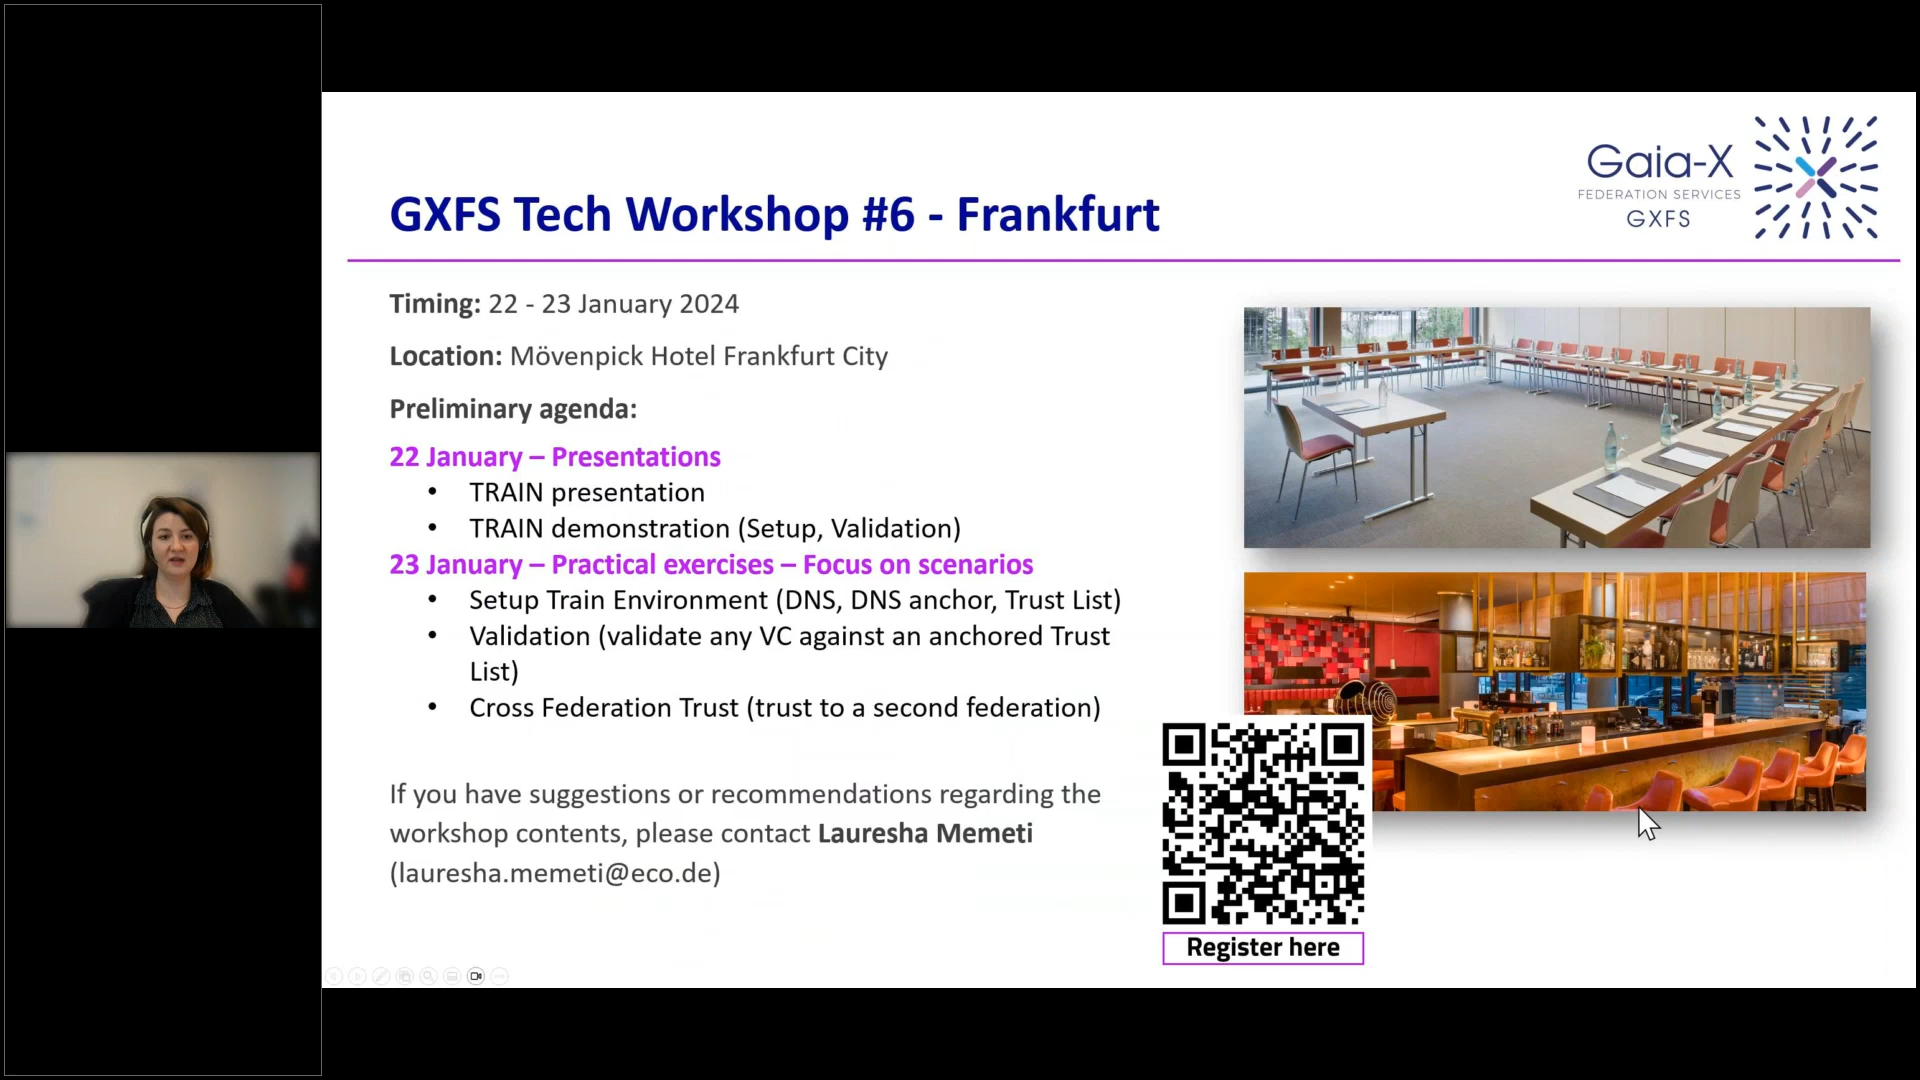 Gaia-X
FEDERATION SERVICES
GXFS
GXFS Tech Workshop #6 - Frankfurt
Timing: 22 - 23 January 2024
Location: Mövenpick Hotel Frankfurt City
Preliminary agenda:
22 January – Presentations
• TRAIN presentation
• TRAIN demonstration (Setup, Validation)
23 January – Practical exercises – Focus on scenarios
• Setup Train Environment (DNS, DNS anchor, Trust List)
• Validation (validate any VC against an anchored Trust
List)
• Cross Federation Trust (trust to a second federation)
If you have suggestions or recommendations regarding the
workshop contents, please contact Lauresha Memeti
(lauresha.memeti@eco.de)
Register here